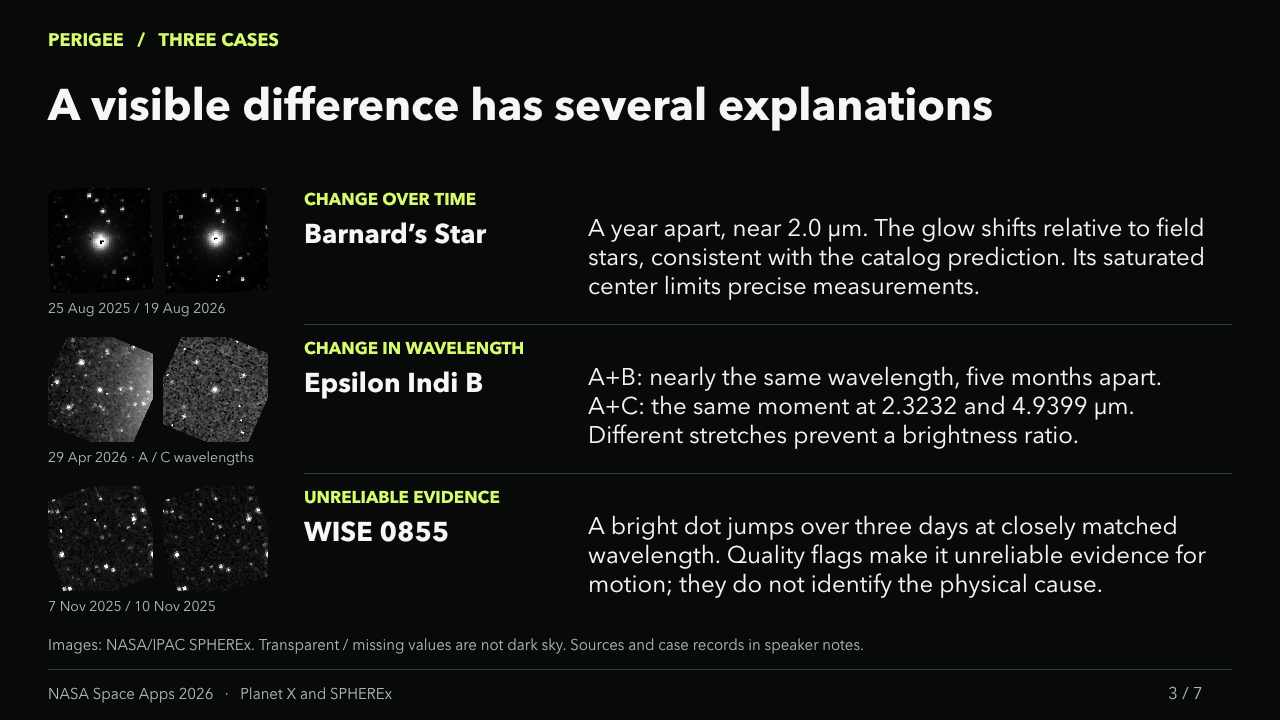 PERIGEE / THREE CASES
A visible difference has several explanations
CHANGE OVER TIME
Barnard’s Star
A year apart, near 2.0 µm. The glow shifts relative to field
stars, consistent with the catalog prediction. Its saturated
center limits precise measurements.
25 Aug 2025 / 19 Aug 2026
CHANGE IN WAVELENGTH
Epsilon Indi B
A+B: nearly the same wavelength, five months apart.
A+C: the same moment at 2.3232 and 4.9399 µm.
Different stretches prevent a brightness ratio.
29 Apr 2026 · A / C wavelengths
UNRELIABLE EVIDENCE
WISE 0855
A bright dot jumps over three days at closely matched
wavelength. Quality flags make it unreliable evidence for
motion; they do not identify the physical cause.
7 Nov 2025 / 10 Nov 2025
Images: NASA/IPAC SPHEREx. Transparent / missing values are not dark sky. Sources and case records in speaker notes.
NASA Space Apps 2026 · Planet X and SPHEREx
3 / 7